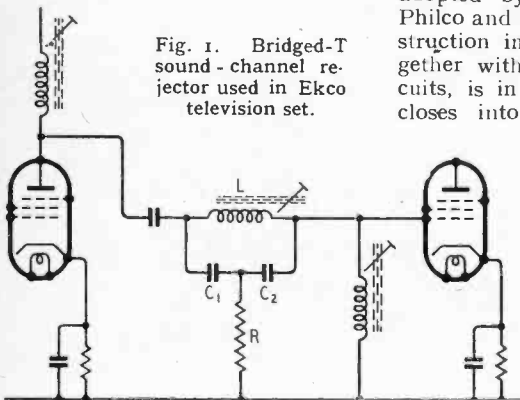 Fig. 1. Bridged-T
sound-channel re-
jector used in Ekco
television set.
adopted by
Philco and
struction in
gether with
cuits, is in
closes into
L
C1
C2
R